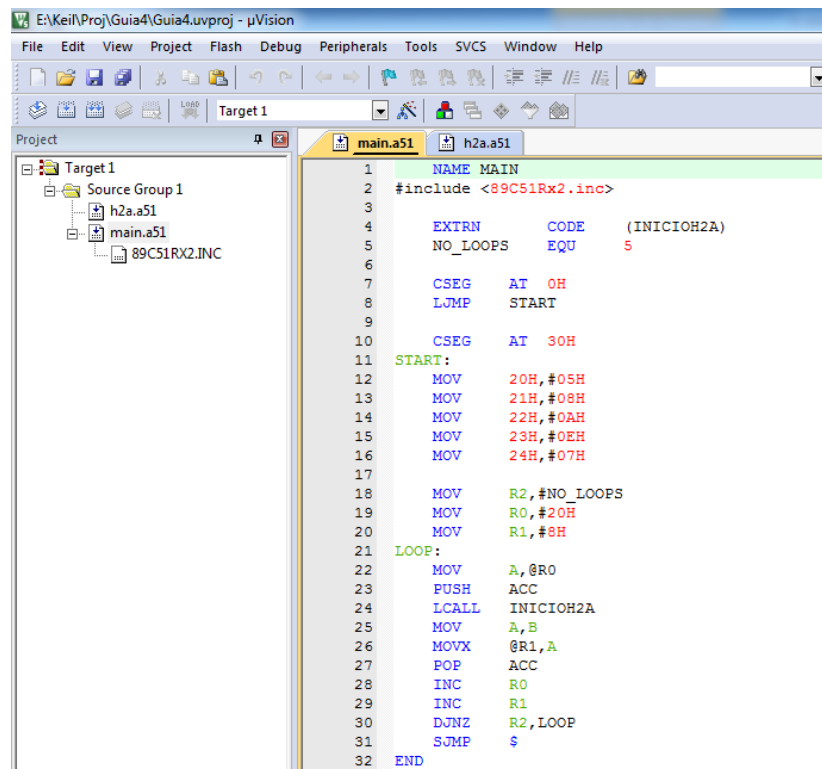 E:\Keil\Proj\Guia4\Guia4.uvproj - µVision
File Edit View Project Flash Debug Peripherals Tools SVCS Window Help
LOAD Target 1
Project
Target 1
Source Group 1
h2a.a51
main.a51
89C51RX2.INC
main.a51 h2a.a51
1 NAME MAIN
2 #include <89C51Rx2.inc>
3
4 EXTRN CODE (INICIOH2A)
5 NO_LOOPS EQU 5
6
7 CSEG AT 0H
8 LJMP START
9
10 CSEG AT 30H
11 START:
12 MOV 20H,#05H
13 MOV 21H,#08H
14 MOV 22H,#0AH
15 MOV 23H,#0EH
16 MOV 24H,#07H
17
18 MOV R2,#NO_LOOPS
19 MOV R0,#20H
20 MOV R1,#8H
21 LOOP:
22 MOV A,@R0
23 PUSH ACC
24 LCALL INICIOH2A
25 MOV A,B
26 MOVX @R1,A
27 POP ACC
28 INC R0
29 INC R1
30 DJNZ R2,LOOP
31 SJMP $
32 END